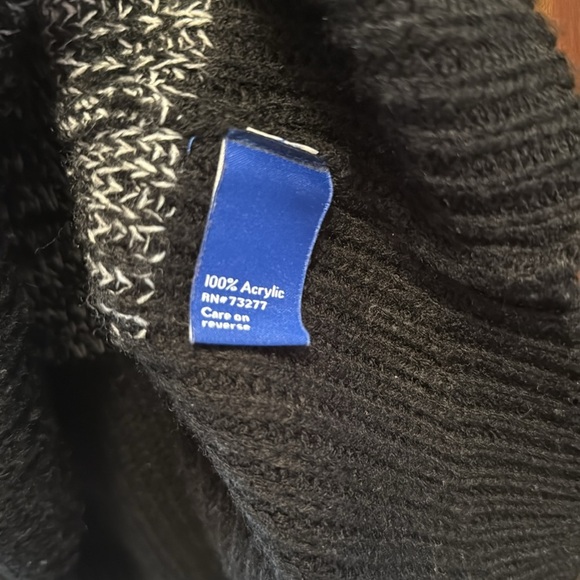 100% Acrylic
RN#73277
Care on
reverse